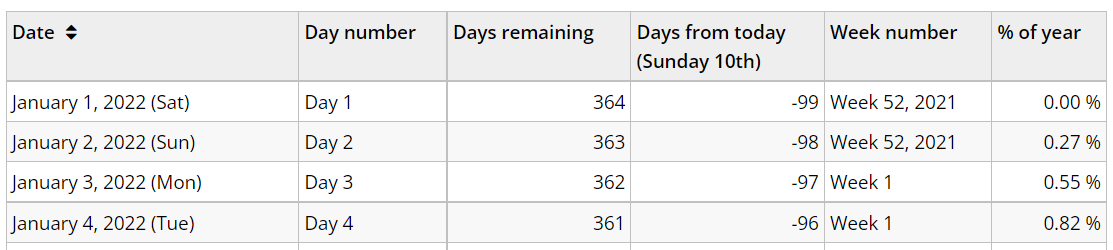 Date Day number Days remaining Days from today Week number % of year
(Sunday 10th)
January 1, 2022 (Sat) Day 1 364 -99 Week 52, 2021 0.00 %
January 2, 2022 (Sun) Day 2 363 -98 Week 52, 2021 0.27 %
January 3, 2022 (Mon) Day 3 362 -97 Week 1 0.55 %
January 4, 2022 (Tue) Day 4 361 -96 Week 1 0.82 %